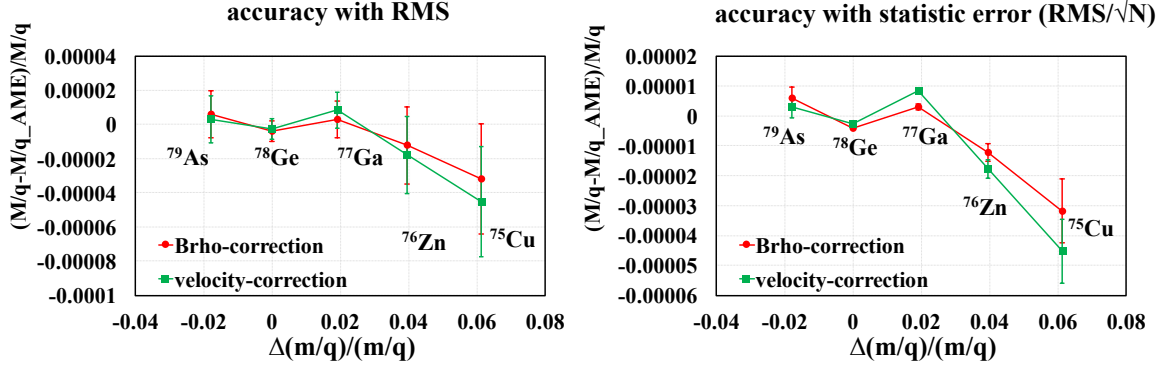 accuracy with RMS
(M/q-M/q_AME)/M/q
0.00004
0.00002
0
-0.00002
-0.00004
-0.00006
-0.00008
-0.0001
⁷⁹As
⁷⁸Ge
⁷⁷Ga
⁷⁶Zn
⁷⁵Cu
Brho-correction
velocity-correction
-0.04 -0.02 0 0.02 0.04 0.06 0.08
Δ(m/q)/(m/q)
accuracy with statistic error (RMS/√N)
(M/q-M/q_AME)/M/q
0.00002
0.00001
0
-0.00001
-0.00002
-0.00003
-0.00004
-0.00005
-0.00006
⁷⁹As
⁷⁸Ge
⁷⁷Ga
⁷⁶Zn
⁷⁵Cu
Brho-correction
velocity-correction
-0.04 -0.02 0 0.02 0.04 0.06 0.08
Δ(m/q)/(m/q)